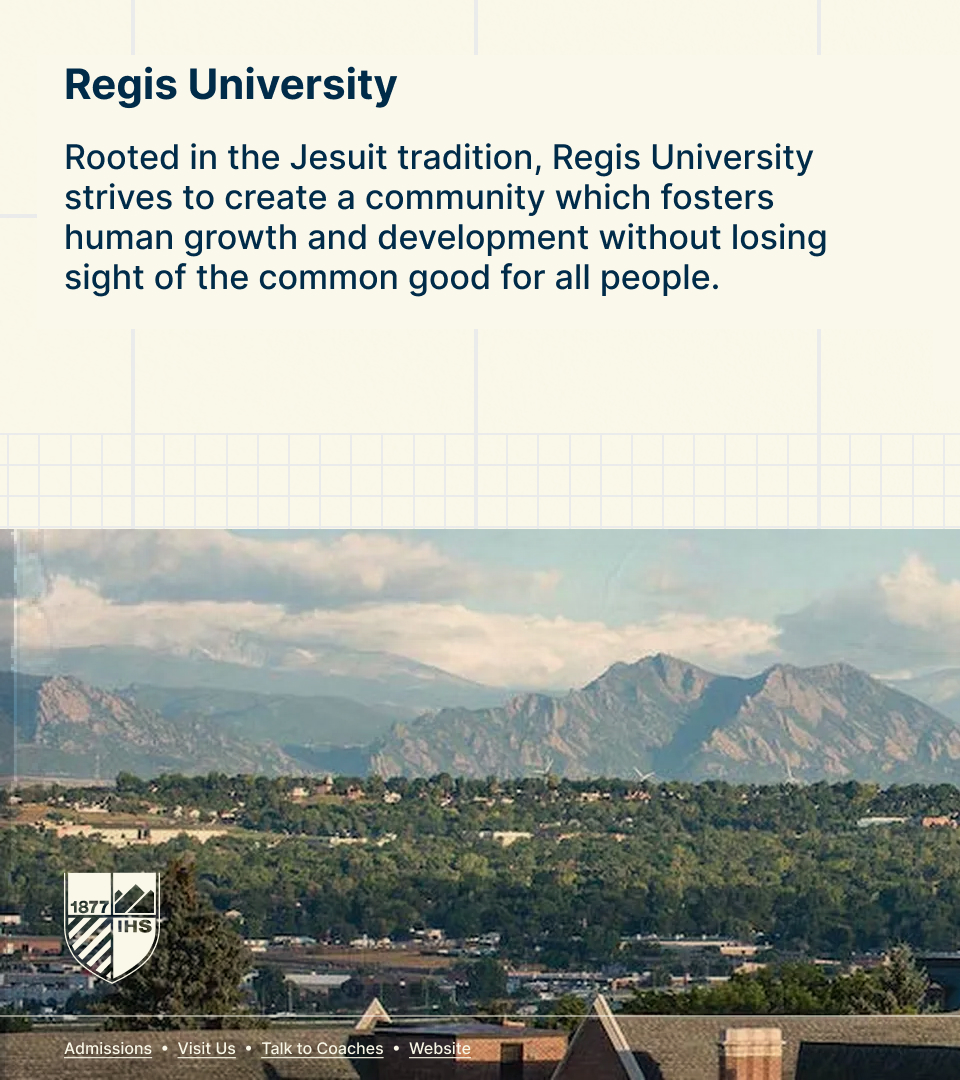 Regis University
Rooted in the Jesuit tradition, Regis University
strives to create a community which fosters
human growth and development without losing
sight of the common good for all people.
1877
IHS
Admissions • Visit Us • Talk to Coaches • Website